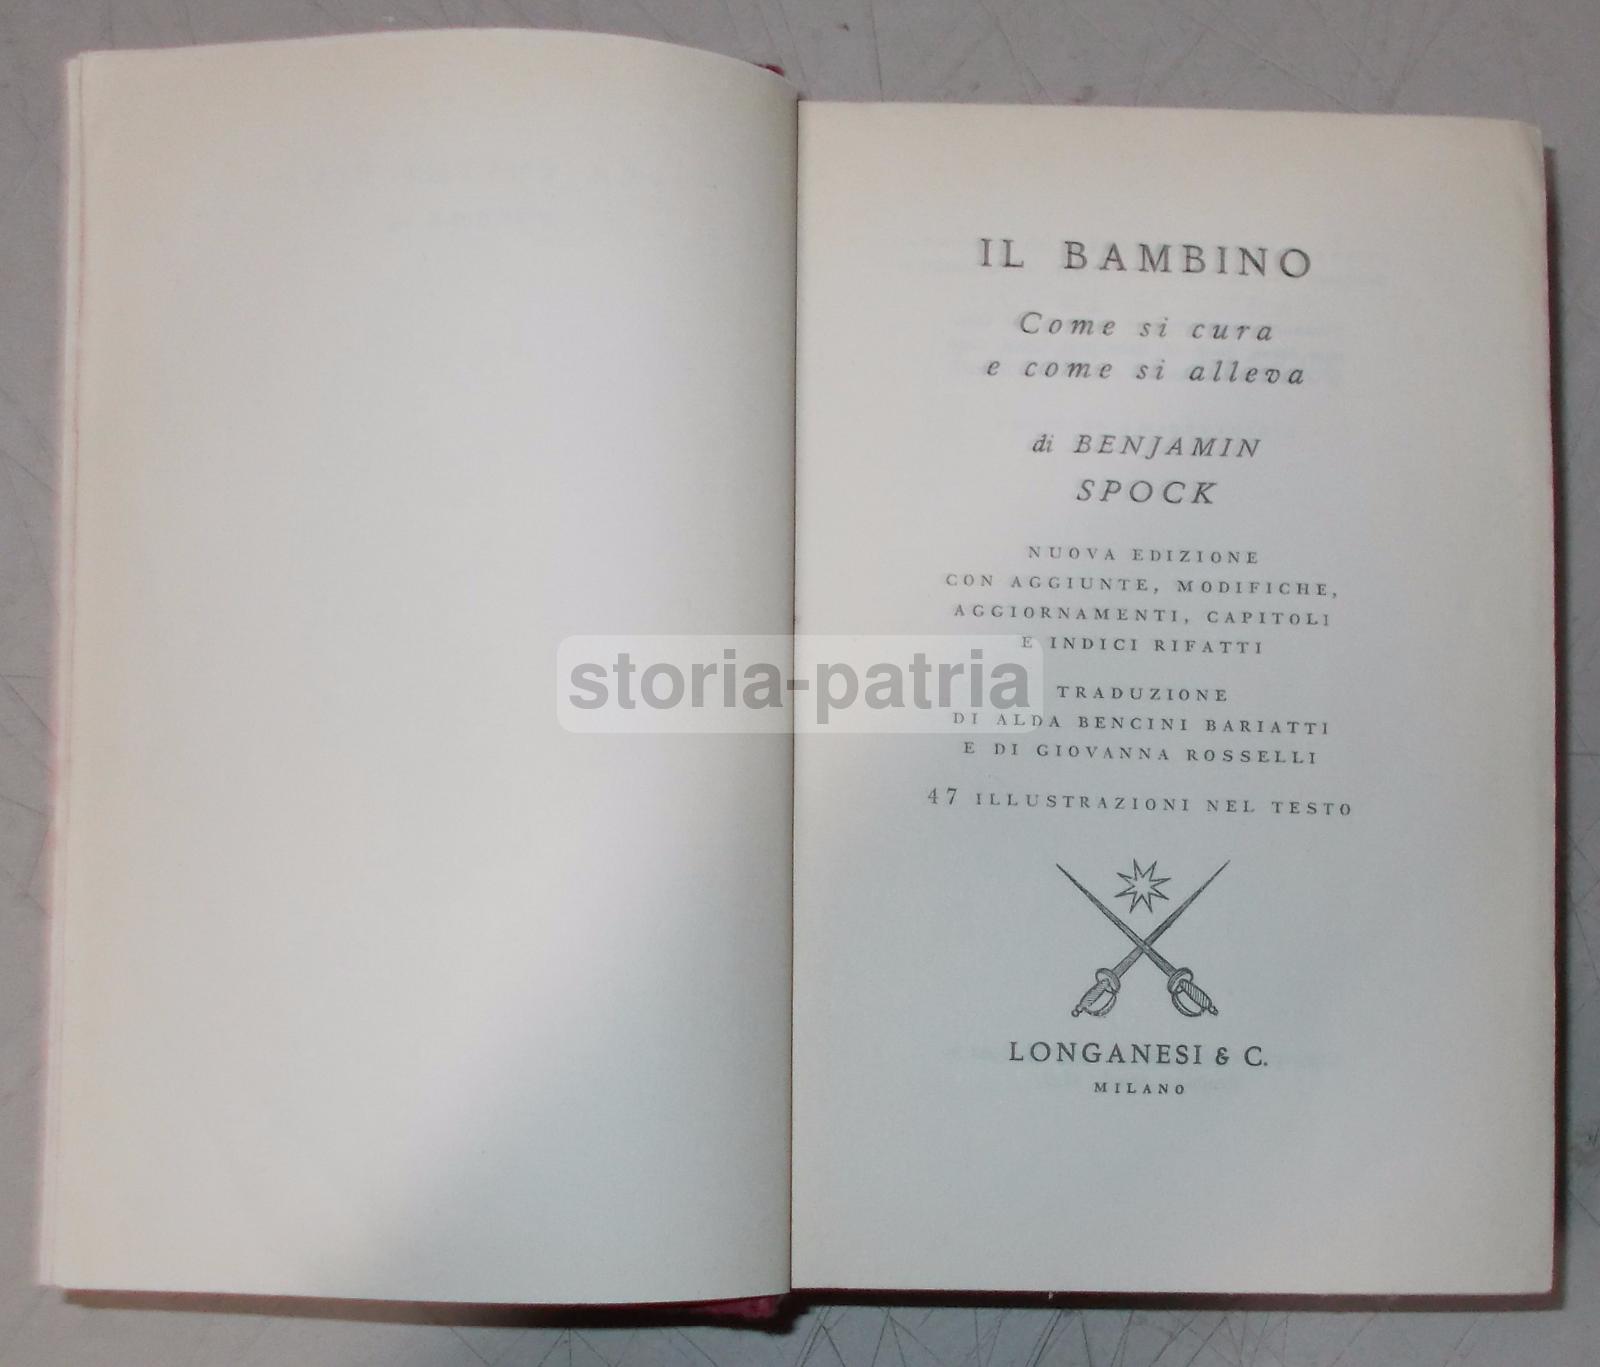 IL BAMBINO
Come si cura
e come si alleva
di BENJAMIN
SPOCK
NUOVA EDIZIONE
CON AGGIUNTE, MODIFICHE,
AGGIORNAMENTI, CAPITOLI
E INDICI RIFATTI
storia-patria
TRADUZIONE
DI ALDA BENCINI BARIATTI
E DI GIOVANNA ROSSELLI
47 ILLUSTRAZIONI NEL TESTO
LONGANESI & C.
MILANO